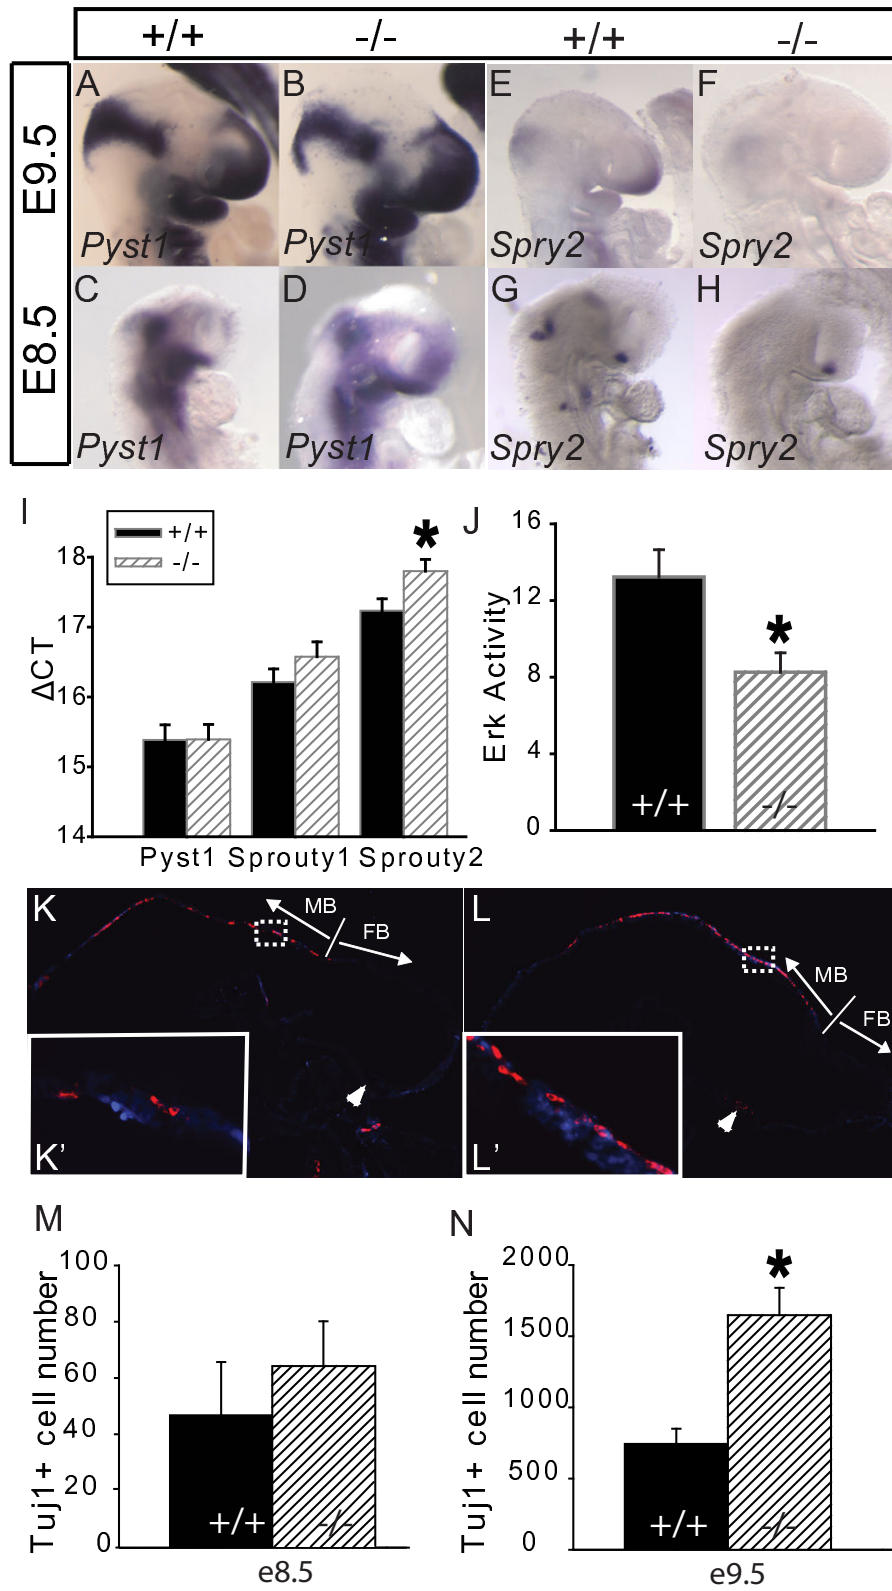 +/+ -/- +/+ -/-
E9.5
A B E F
Pyst1 Pyst1 Spry2 Spry2
E8.5
C D G H
Pyst1 Pyst1 Spry2 Spry2
I
+/+
-/-
*
18
17
16
15
14
ΔCT
Pyst1 Sprouty1 Sprouty2
J
16
12
8
4
0
Erk Activity
*
+/+ -/-
K
MB
FB
K'
L
MB
FB
L'
M
100
80
60
40
20
0
Tuj1+ cell number
+/+ -/-
e8.5
N
2000
1500
1000
500
0
Tuj1+ cell number
*
+/+ -/-
e9.5